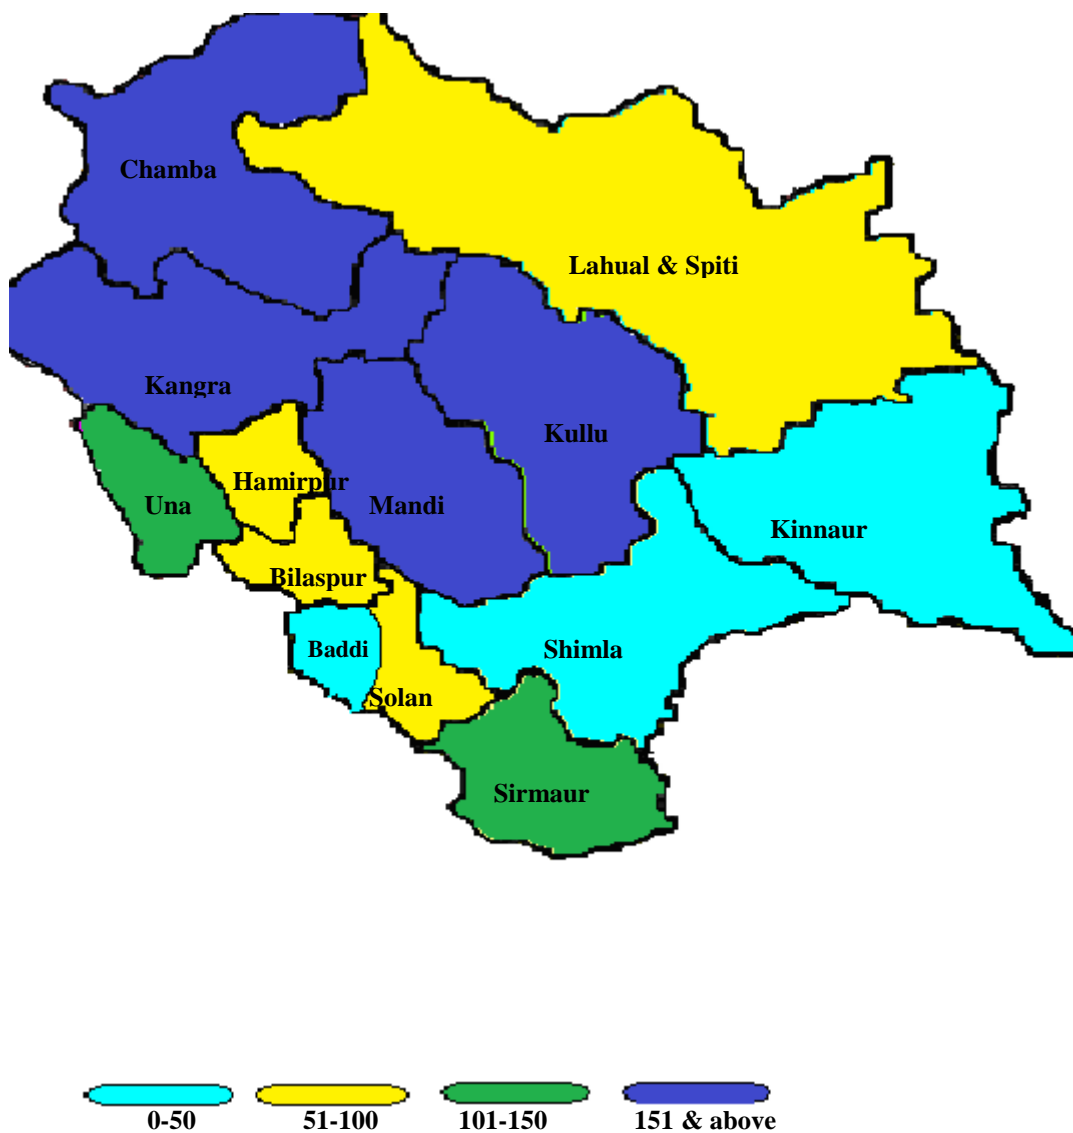 Chamba
Lahual & Spiti
Kangra
Kullu
Hamirpur
Una
Mandi
Kinnaur
Bilaspur
Baddi
Shimla
Solan
Sirmaur
0-50
51-100
101-150
151 & above